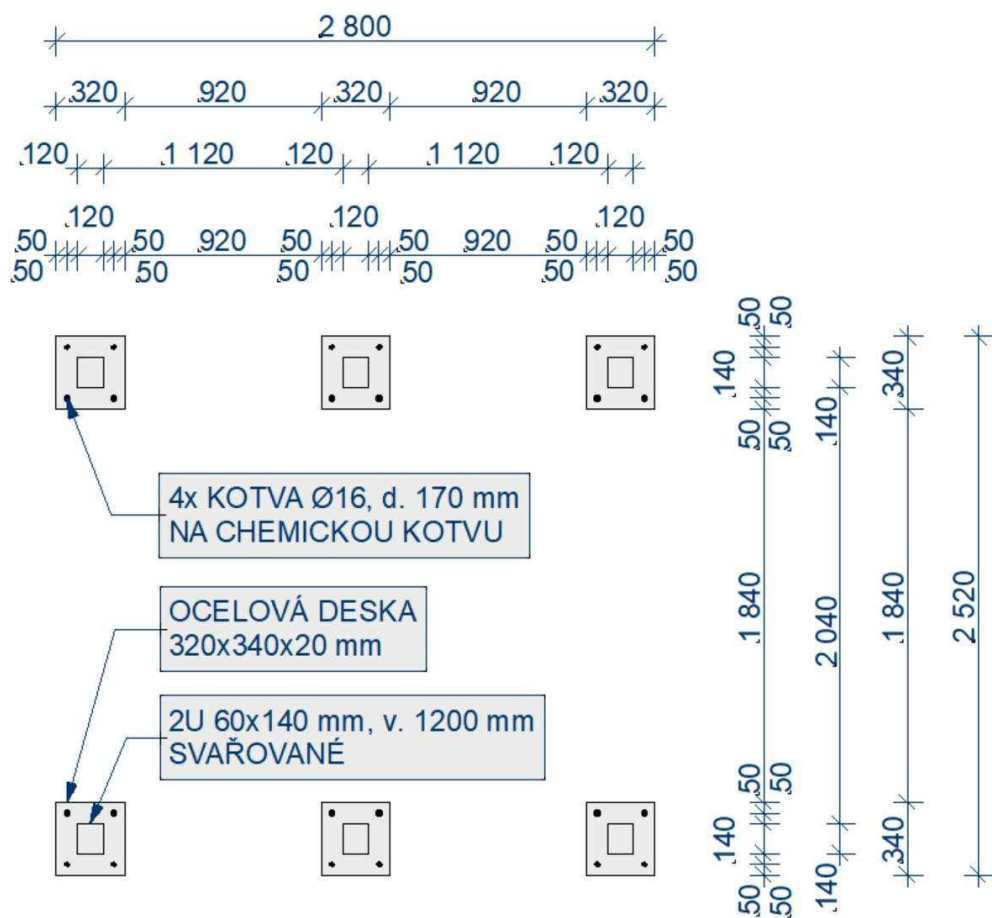 2 800
320 920 320 920 320
120 1 120 120 1 120 120
120 120 120
50 50 920 50 50 920 50 50
50 50 50 50 50 50
4x KOTVA Ø16, d. 170 mm
NA CHEMICKOU KOTVU
OCELOVÁ DESKA
320x340x20 mm
2U 60x140 mm, v. 1200 mm
SVAŘOVANÉ
50 50
140
50 50
1 840
50 50
140
50 50
140
2 040
140
340
1 840
340
2 520